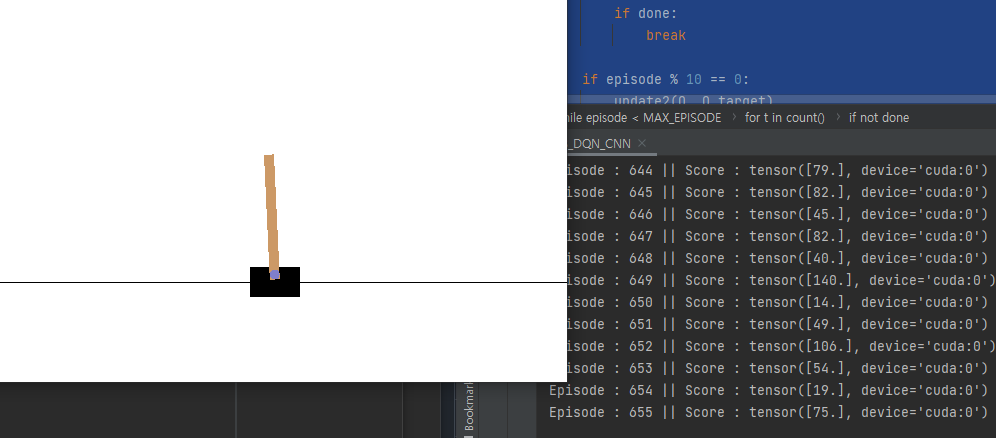 if done:
break
if episode % 10 == 0:
update2(Q, Q_target)
ile episode < MAX_EPISODE › for t in count() › if not done
_DQN_CNN ×
isode : 644 || Score : tensor([79.], device='cuda:0')
isode : 645 || Score : tensor([82.], device='cuda:0')
isode : 646 || Score : tensor([45.], device='cuda:0')
isode : 647 || Score : tensor([82.], device='cuda:0')
isode : 648 || Score : tensor([40.], device='cuda:0')
isode : 649 || Score : tensor([140.], device='cuda:0')
isode : 650 || Score : tensor([14.], device='cuda:0')
isode : 651 || Score : tensor([49.], device='cuda:0')
isode : 652 || Score : tensor([106.], device='cuda:0')
isode : 653 || Score : tensor([54.], device='cuda:0')
Episode : 654 || Score : tensor([19.], device='cuda:0')
Episode : 655 || Score : tensor([75.], device='cuda:0')
Bookmark